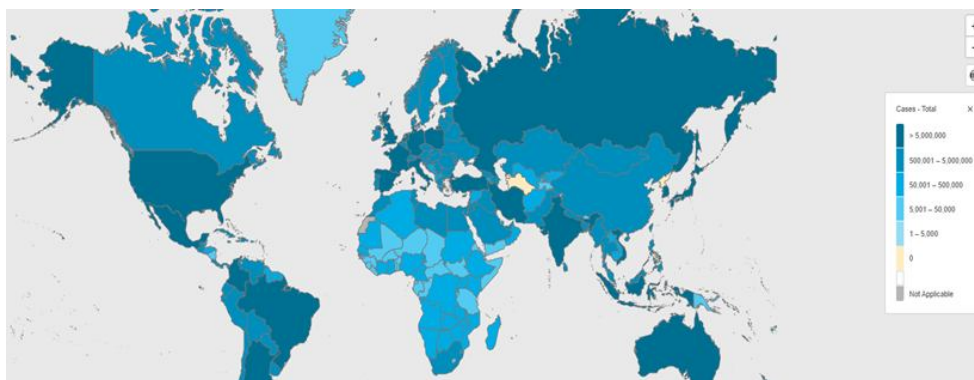 Cases - Total
> 5,000,000
500,001 – 5,000,000
50,001 – 500,000
5,001 – 50,000
1 – 5,000
0
Not Applicable